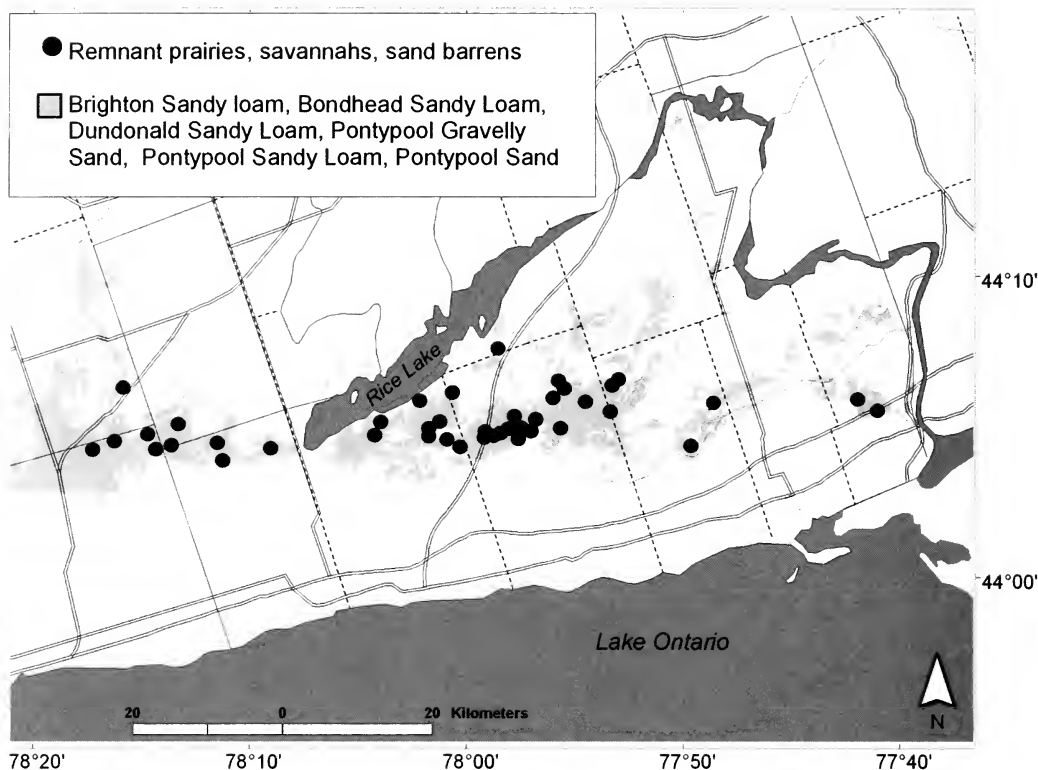 Remnant prairies, savannahs, sand barrens
Brighton Sandy loam, Bondhead Sandy Loam,
Dundonald Sandy Loam, Pontypool Gravelly
Sand, Pontypool Sandy Loam, Pontypool Sand
44°10'
Rice Lake
44°00'
Lake Ontario
20 0 20 Kilometers
N
78°20' 78°10' 78°00' 77°50' 77°40'